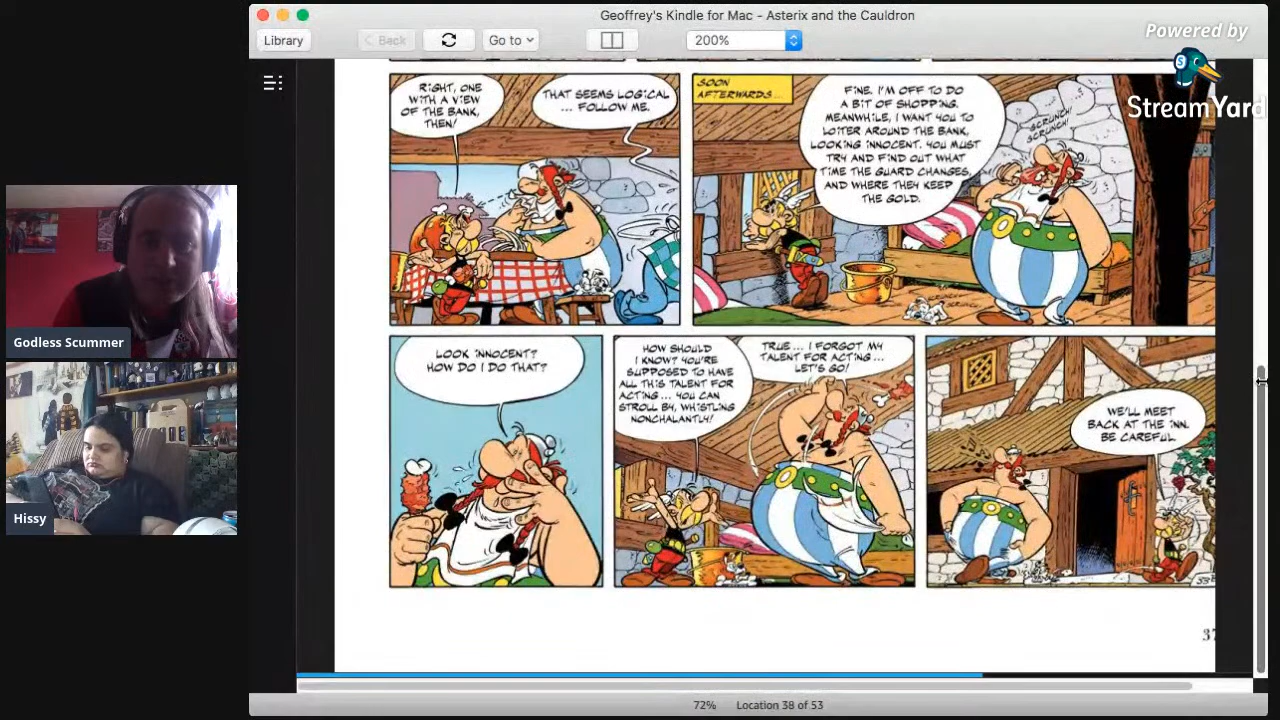 Geoffrey's Kindle for Mac - Asterix and the Cauldron
Library
Back
Go to
200%
Powered by
StreamYard
RIGHT, ONE
WITH A VIEW
OF THE BANK,
THEN!
THAT SEEMS LOGICAL
... FOLLOW ME.
SOON
AFTERWARDS...
FINE. I'M OFF TO DO
A BIT OF SHOPPING.
MEANWHILE, I WANT YOU TO
LOITER AROUND THE BANK,
LOOKING INNOCENT. YOU MUST
TRY AND FIND OUT WHAT
TIME THE GUARD CHANGES,
AND WHERE THEY KEEP
THE GOLD.
SCRUNCH!
SCRUNCH!
LOOK INNOCENT?
HOW DO I DO THAT?
HOW SHOULD
I KNOW? YOU'RE
SUPPOSED TO HAVE
ALL THIS TALENT FOR
ACTING... YOU CAN
STROLL BY, WHISTLING
NONCHALANTLY!
TRUE... I FORGOT MY
TALENT FOR ACTING...
LET'S GO!
WE'LL MEET
BACK AT THE INN.
BE CAREFUL.
37
Godless Scummer
Hissy
72%
Location 38 of 53